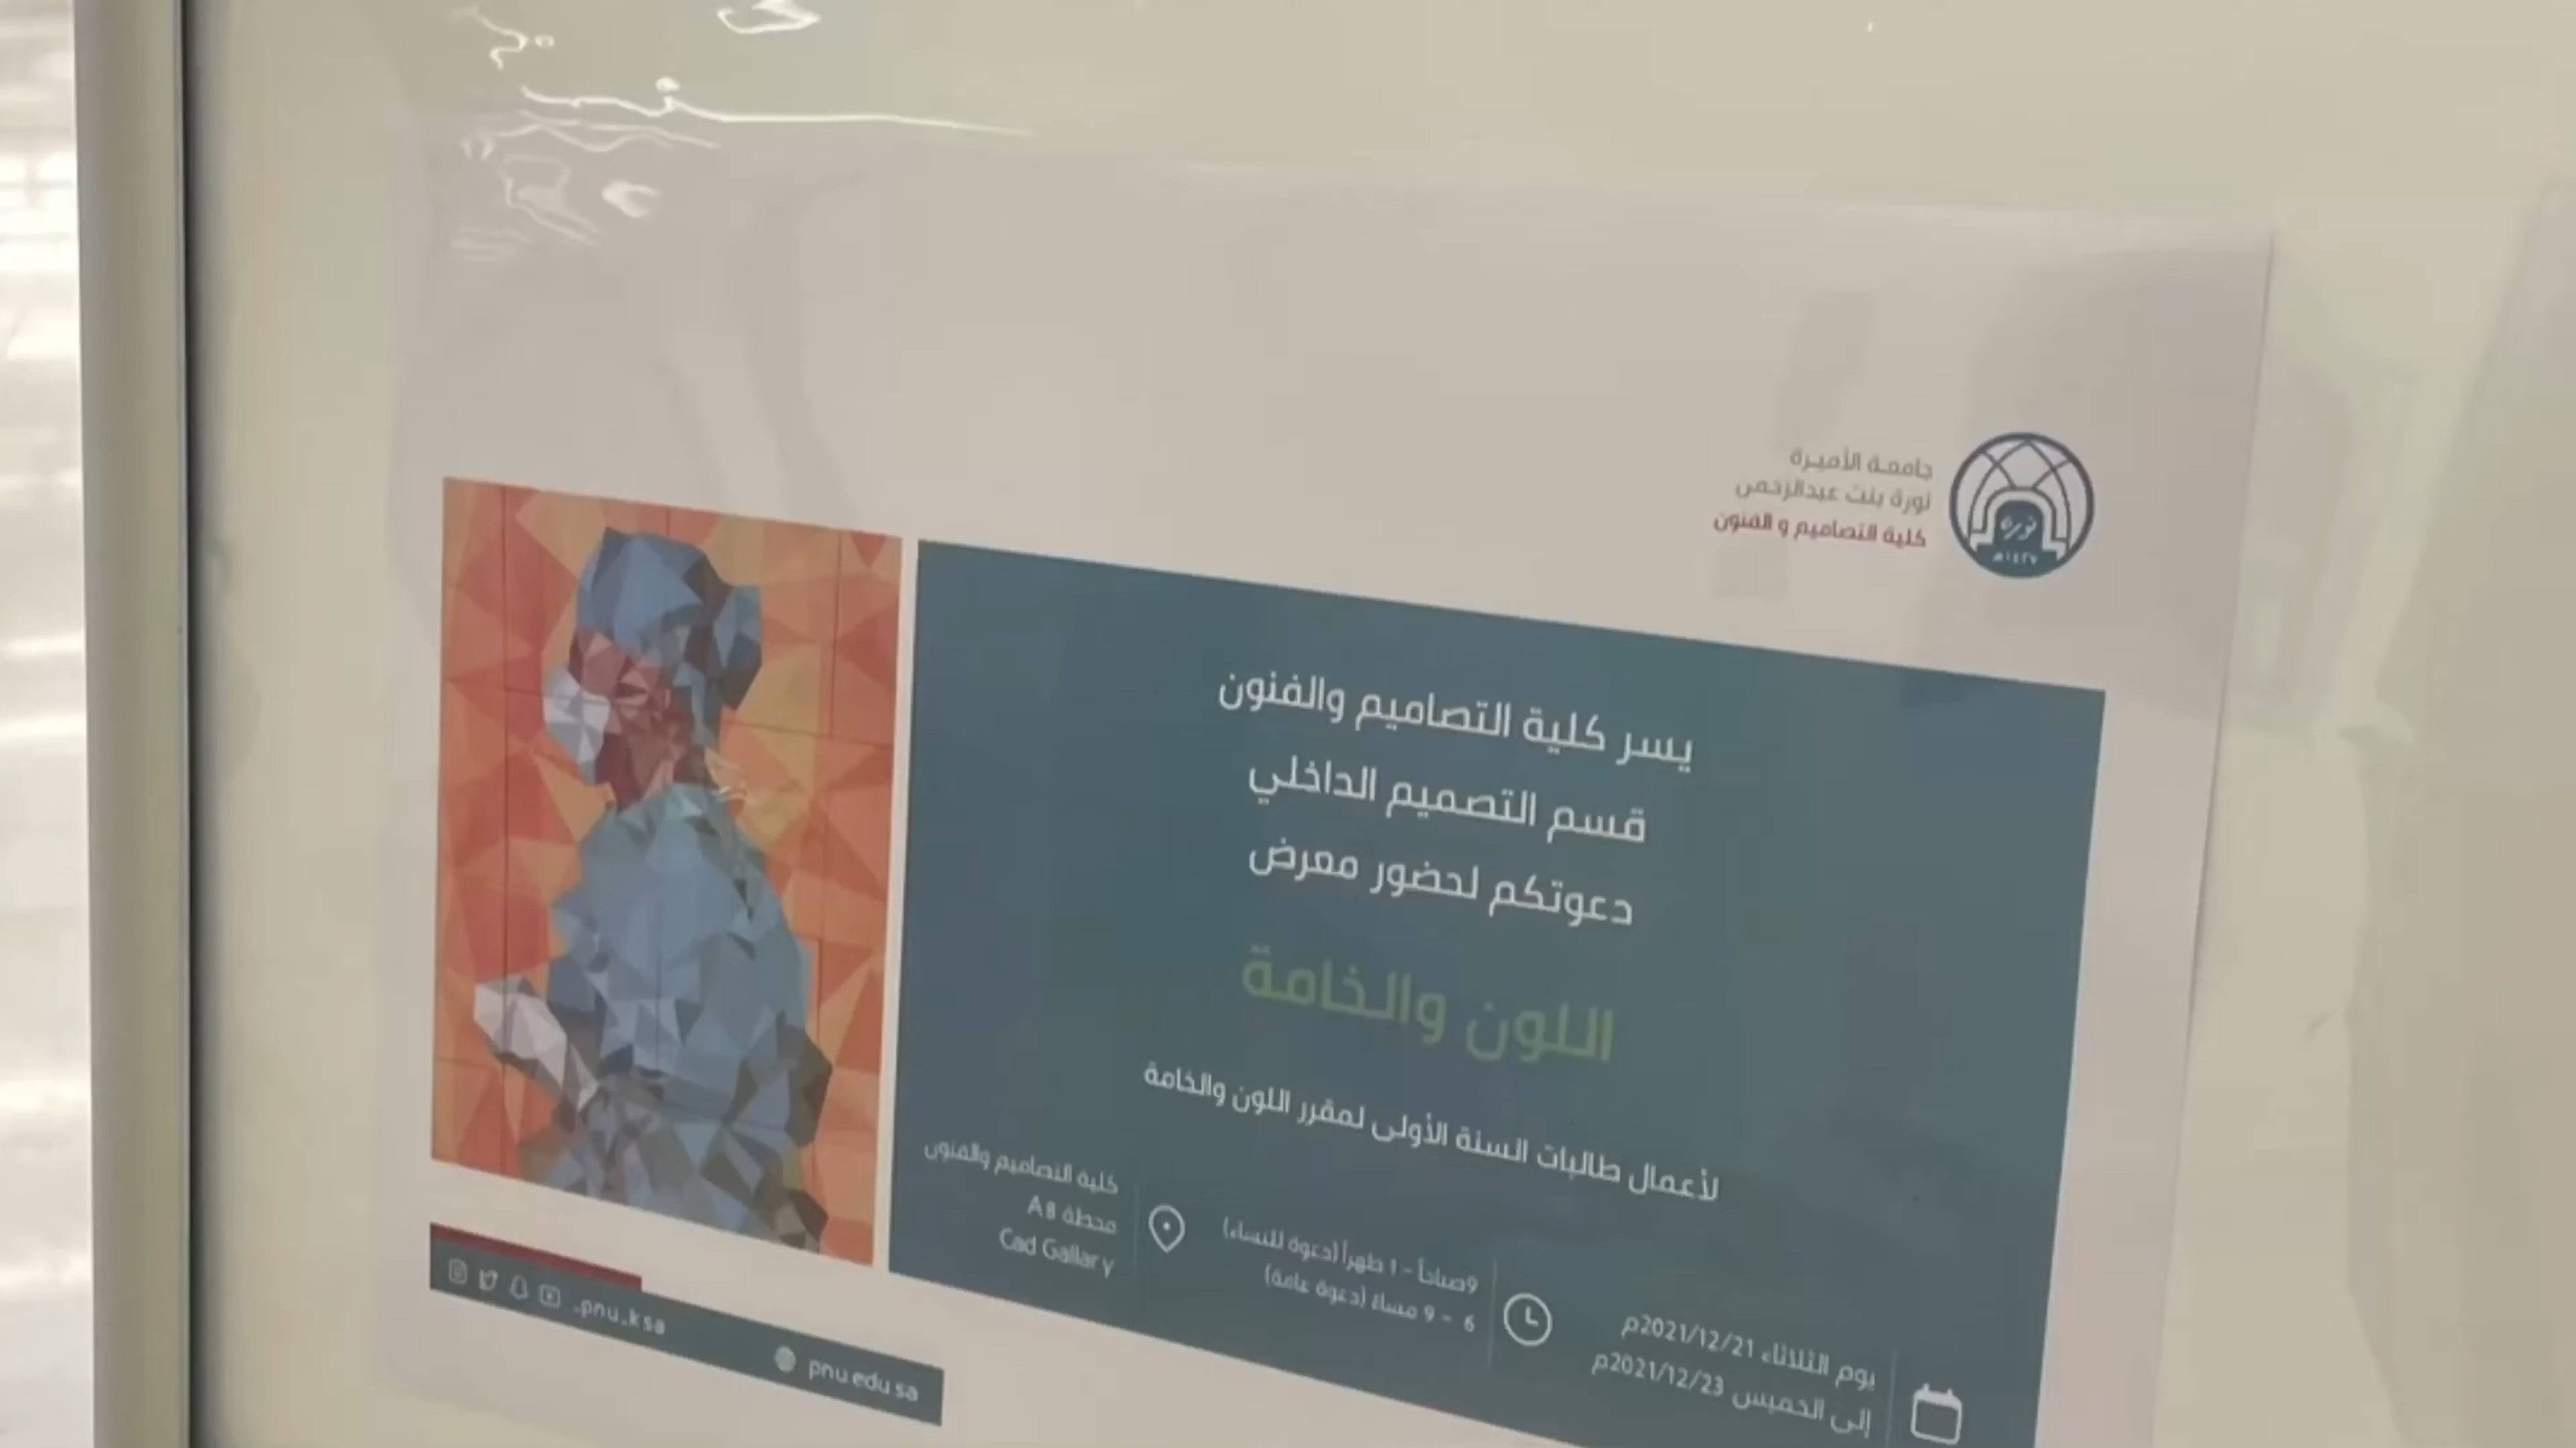 جامعة الأميرة
نورة بنت عبدالرحمن
كلية التصاميم و الفنون
نورة
١٤٢٧
يسر كلية التصاميم والفنون
قسم التصميم الداخلي
دعوتكم لحضور معرض
اللون والخامة
لأعمال طالبات السنة الأولى لمقرر اللون والخامة
يوم الثلاثاء 2021/12/21م
إلى الخميس 2021/12/23م
9صباحاً - 1 ظهراً (دعوة للنساء)
6 - 9 مساءً (دعوة عامة)
كلية التصاميم والفنون
محطة A8
Cad Gallary
_pnu_ksa
pnu.edu.sa